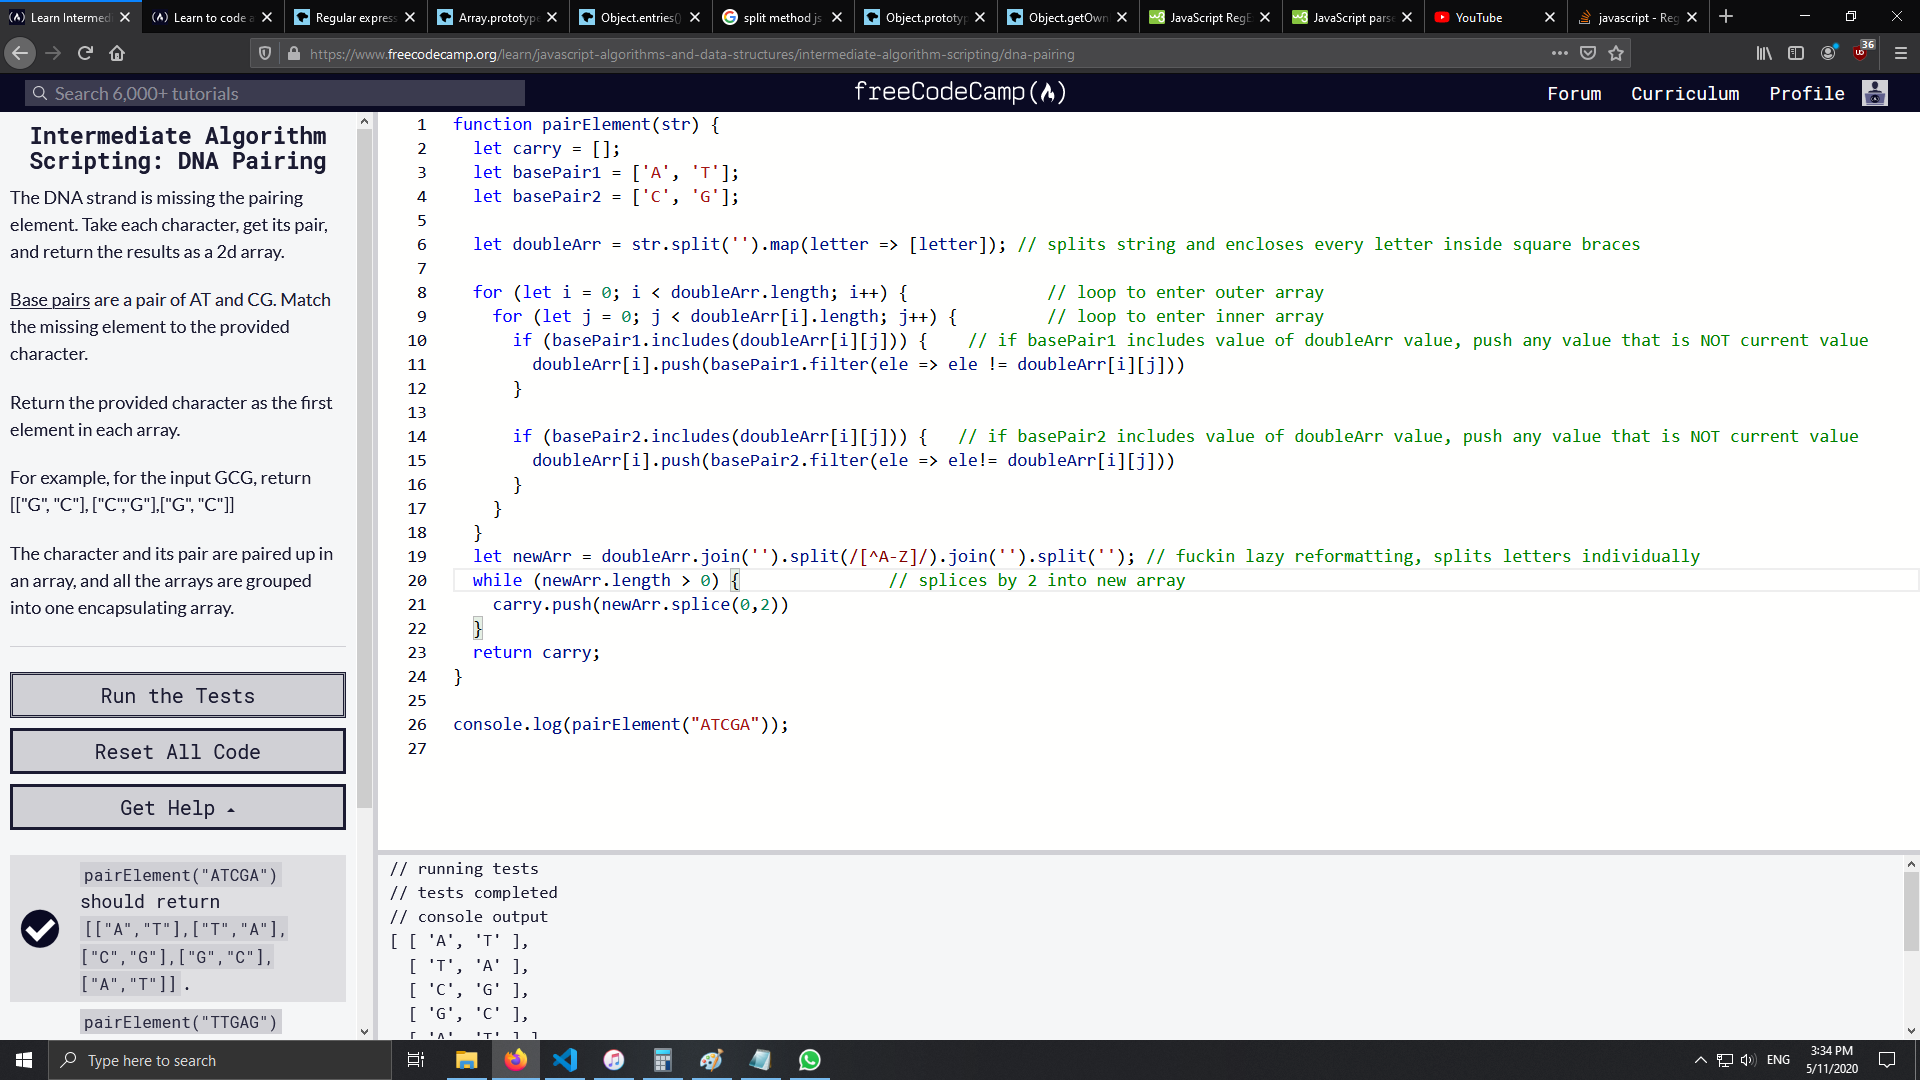 Learn Intermedi
Learn to code a
Regular express
Array.prototype
Object.entries()
split method js
Object.prototyp
Object.getOwn
JavaScript RegE
JavaScript parse
YouTube
javascript - Reg
https://www.freecodecamp.org/learn/javascript-algorithms-and-data-structures/intermediate-algorithm-scripting/dna-pairing
36
Search 6,000+ tutorials
freeCodeCamp
Forum
Curriculum
Profile
Intermediate Algorithm
Scripting: DNA Pairing
The DNA strand is missing the pairing
element. Take each character, get its pair,
and return the results as a 2d array.
Base pairs are a pair of AT and CG. Match
the missing element to the provided
character.
Return the provided character as the first
element in each array.
For example, for the input GCG, return
[["G", "C"], ["C","G"],["G", "C"]]
The character and its pair are paired up in
an array, and all the arrays are grouped
into one encapsulating array.
Run the Tests
Reset All Code
Get Help
pairElement("ATCGA")
should return
[["A","T"],["T","A"],
["C","G"],["G","C"],
["A","T"]].
pairElement("TTGAG")
1 function pairElement(str) {
2 let carry = [];
3 let basePair1 = ['A', 'T'];
4 let basePair2 = ['C', 'G'];
5
6 let doubleArr = str.split('').map(letter => [letter]); // splits string and encloses every letter inside square braces
7
8 for (let i = 0; i < doubleArr.length; i++) { // loop to enter outer array
9 for (let j = 0; j < doubleArr[i].length; j++) { // loop to enter inner array
10 if (basePair1.includes(doubleArr[i][j])) { // if basePair1 includes value of doubleArr value, push any value that is NOT current value
11 doubleArr[i].push(basePair1.filter(ele => ele != doubleArr[i][j]))
12 }
13
14 if (basePair2.includes(doubleArr[i][j])) { // if basePair2 includes value of doubleArr value, push any value that is NOT current value
15 doubleArr[i].push(basePair2.filter(ele => ele!= doubleArr[i][j]))
16 }
17 }
18 }
19 let newArr = doubleArr.join('').split(/[^A-Z]/).join('').split(''); // fuckin lazy reformatting, splits letters individually
20 while (newArr.length > 0) { // splices by 2 into new array
21 carry.push(newArr.splice(0,2))
22 }
23 return carry;
24 }
25
26 console.log(pairElement("ATCGA"));
27
// running tests
// tests completed
// console output
[ [ 'A', 'T' ],
[ 'T', 'A' ],
[ 'C', 'G' ],
[ 'G', 'C' ],
[ 'A', 'T' ] ]
Type here to search
ENG
3:34 PM
5/11/2020